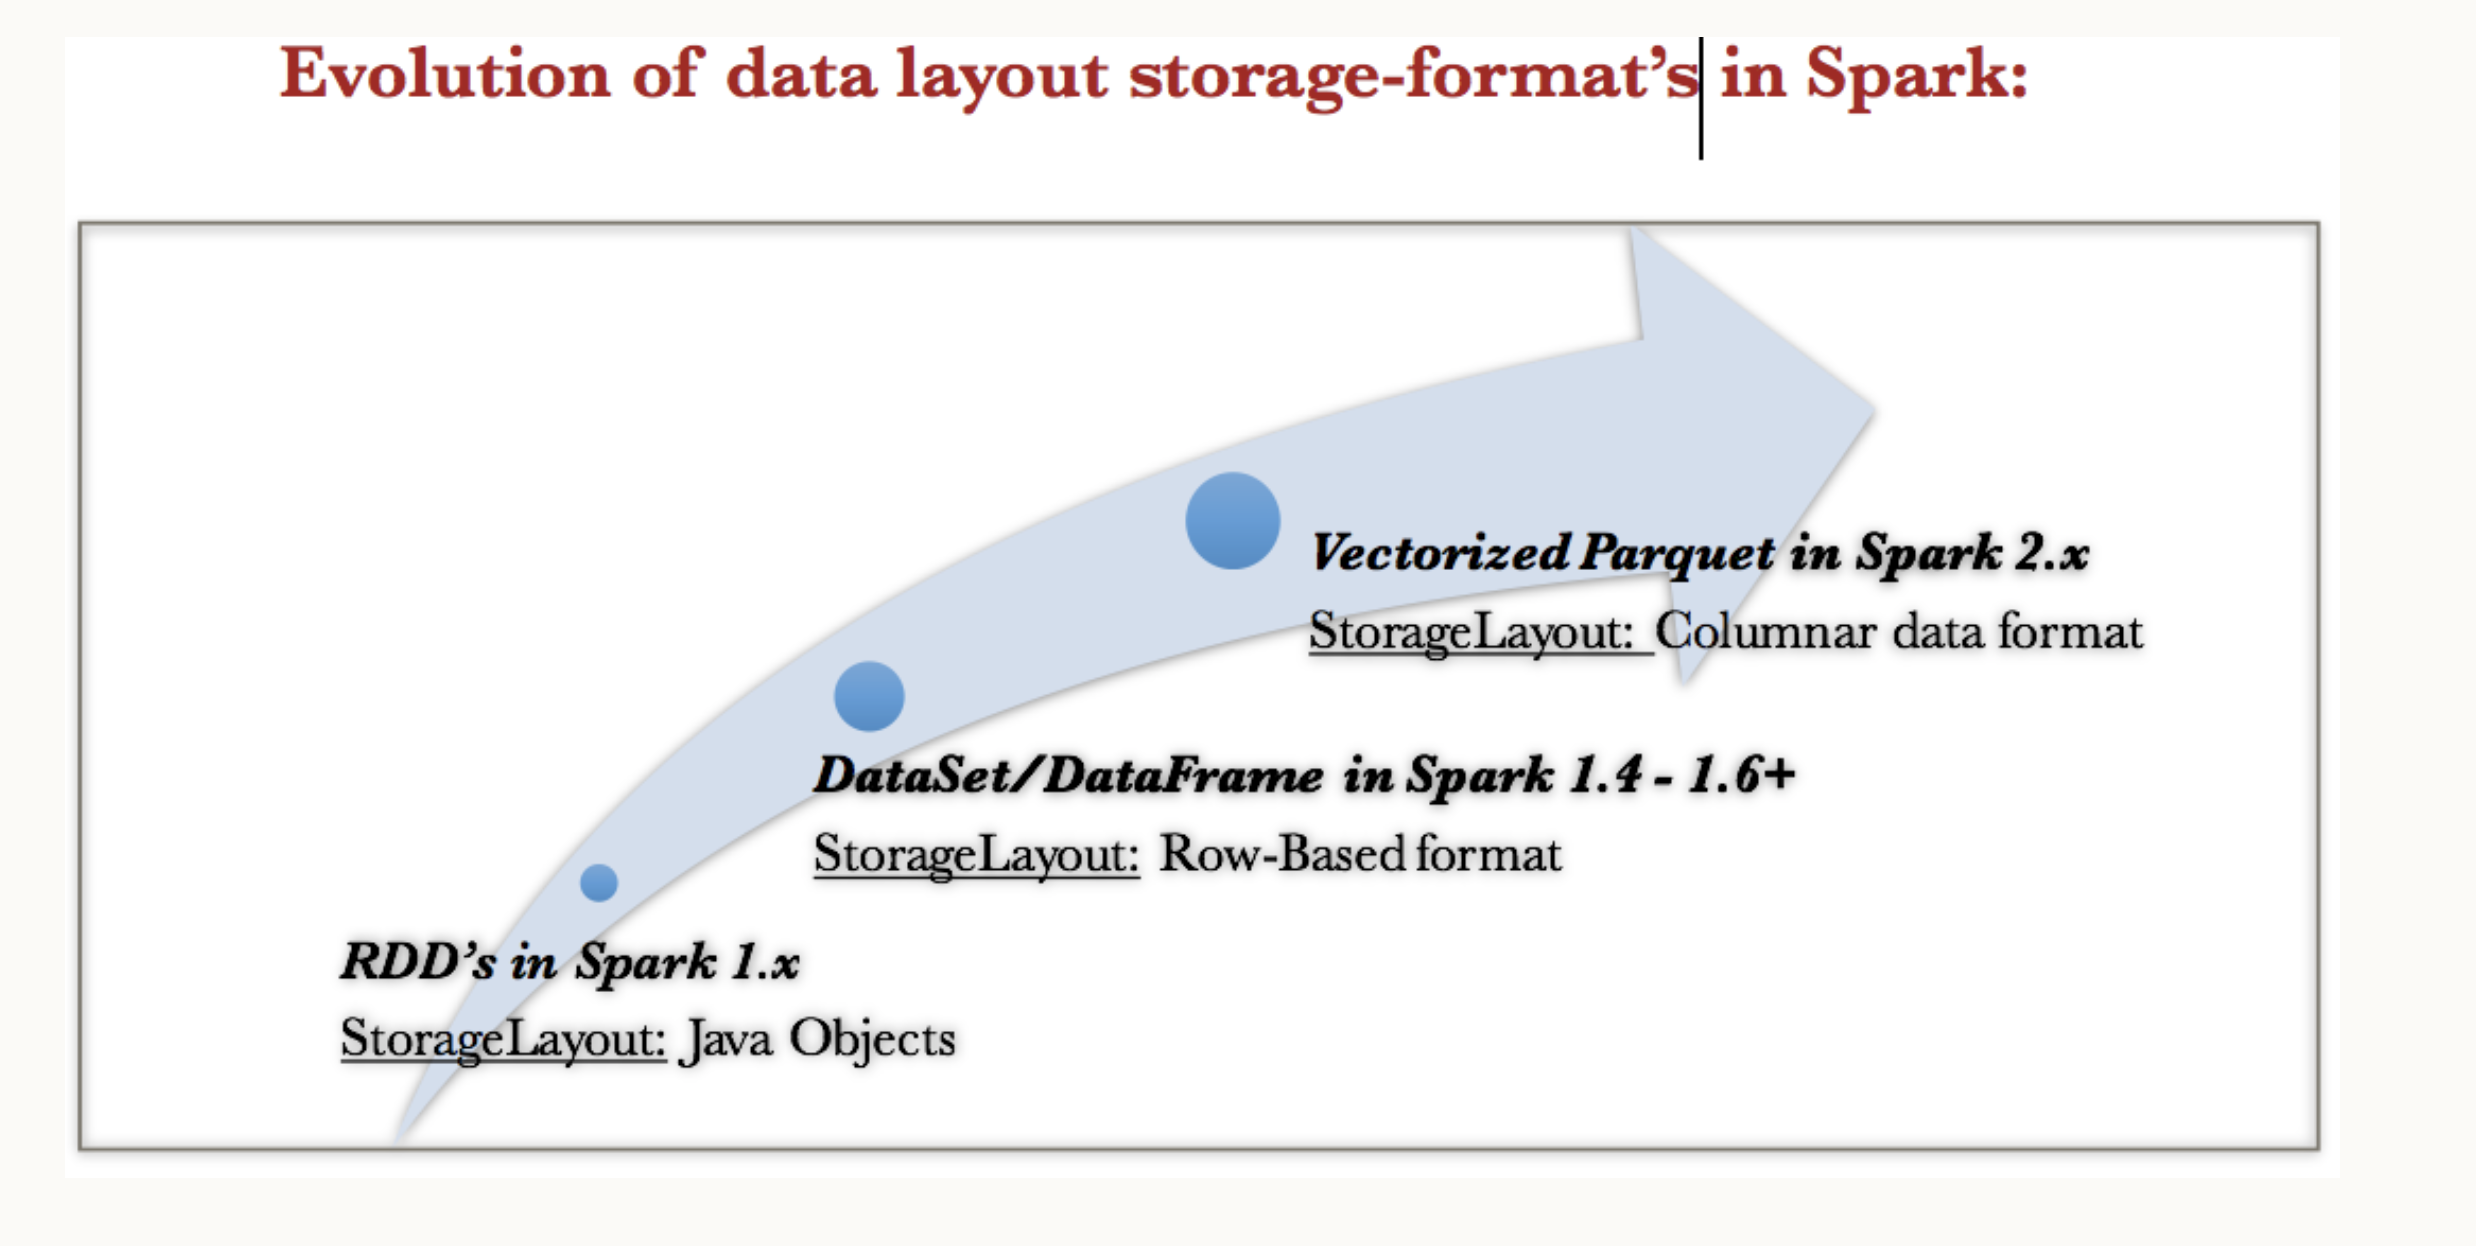 Evolution of data layout storage-format’s in Spark:
Vectorized Parquet in Spark 2.x
StorageLayout: Columnar data format
DataSet/DataFrame in Spark 1.4 - 1.6+
StorageLayout: Row-Based format
RDD’s in Spark 1.x
StorageLayout: Java Objects